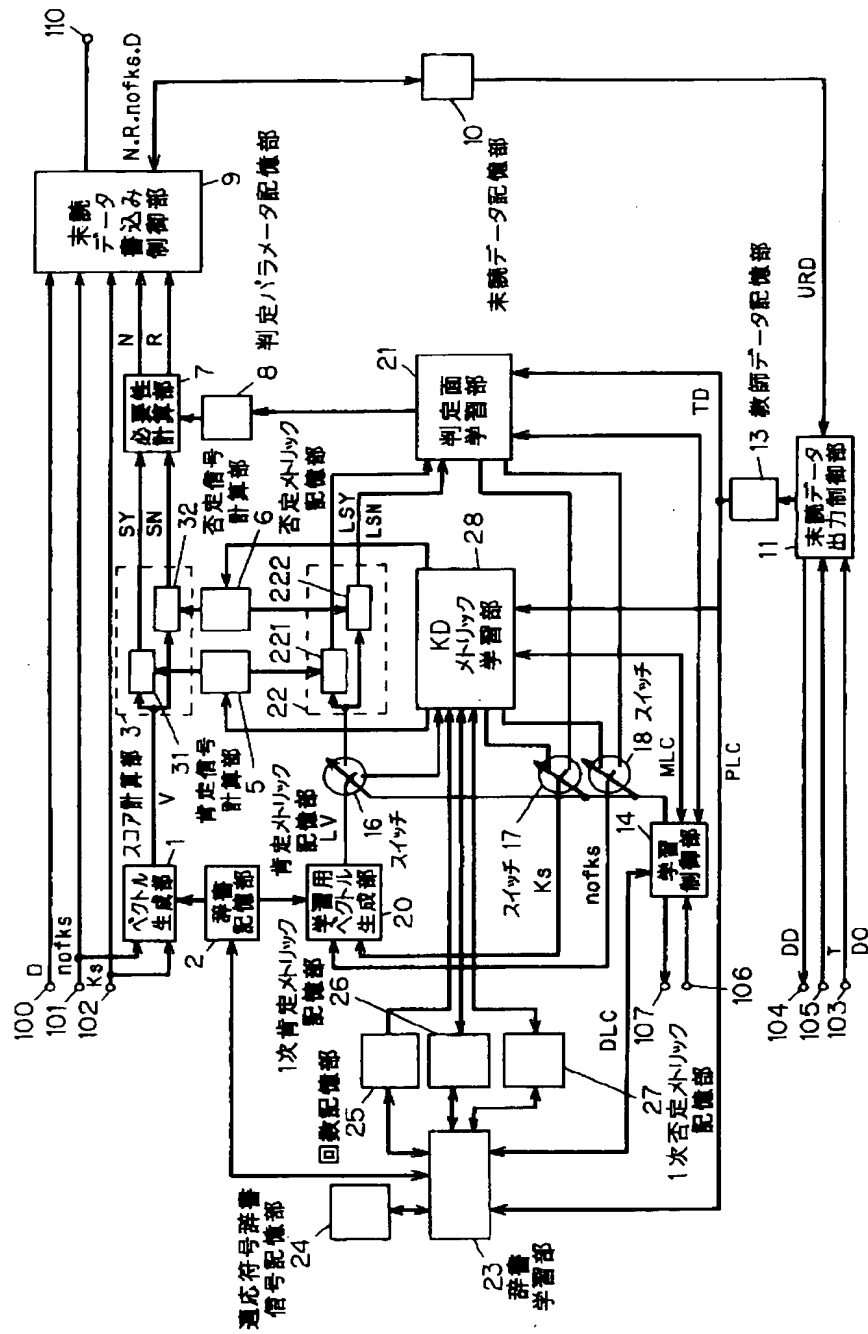 100
D
101
nofks
102
Ks
110
N.R.nofks.D
未読
データ
書込み
制御部
9
10
未読データ記憶部
ベクトル
生成部
1
V
スコア計算部 3
31
肯定信号
計算部
SY
SN
32
否定信号
計算部
必要性
計算部
7
N
R
8 判定パラメータ記憶部
辞書
記憶部
2
5
肯定メトリック
記憶部
6
否定メトリック
記憶部
学習用
ベクトル
生成部
20
LV
16
スイッチ
22
221
222
LSY
LSN
判定面
学習部
21
KD
メトリック
学習部
28
1次肯定メトリック
記憶部
26
回数記憶部
25
27
1次否定メトリック
記憶部
適応符号辞書
信号記憶部
24
23
辞書
学習部
スイッチ 17
Ks
18 スイッチ
nofks
DLC
14
学習
制御部
MLC
PLC
107
106
TD
13 教師データ記憶部
URD
11
未読データ
出力制御部
104
DD
105
T
103
DO